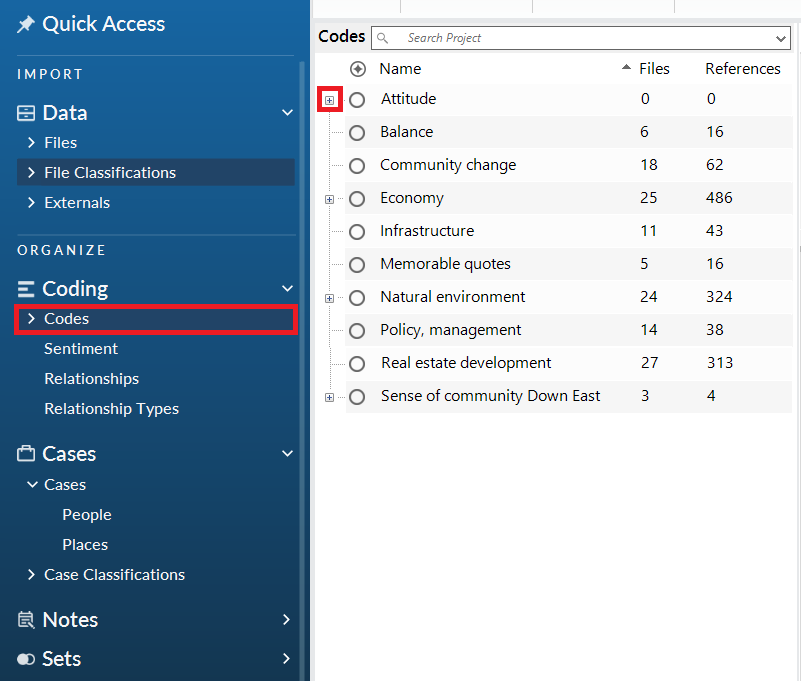 Quick Access
IMPORT
Data
Files
File Classifications
Externals
ORGANIZE
Coding
Codes
Sentiment
Relationships
Relationship Types
Cases
Cases
People
Places
Case Classifications
Notes
Sets
Codes Search Project
Name Files References
Attitude 0 0
Balance 6 16
Community change 18 62
Economy 25 486
Infrastructure 11 43
Memorable quotes 5 16
Natural environment 24 324
Policy, management 14 38
Real estate development 27 313
Sense of community Down East 3 4